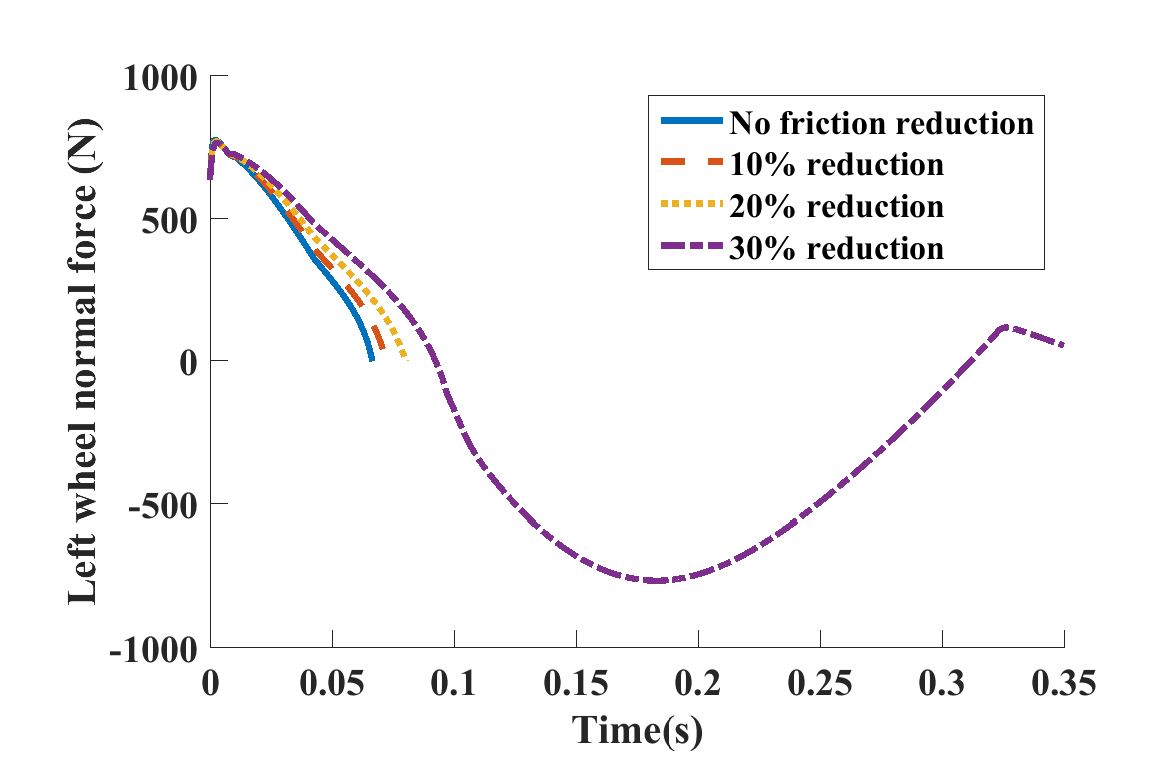 1000
500
0
-500
-1000
Left wheel normal force (N)
No friction reduction
10% reduction
20% reduction
30% reduction
0 0.05 0.1 0.15 0.2 0.25 0.3 0.35
Time(s)